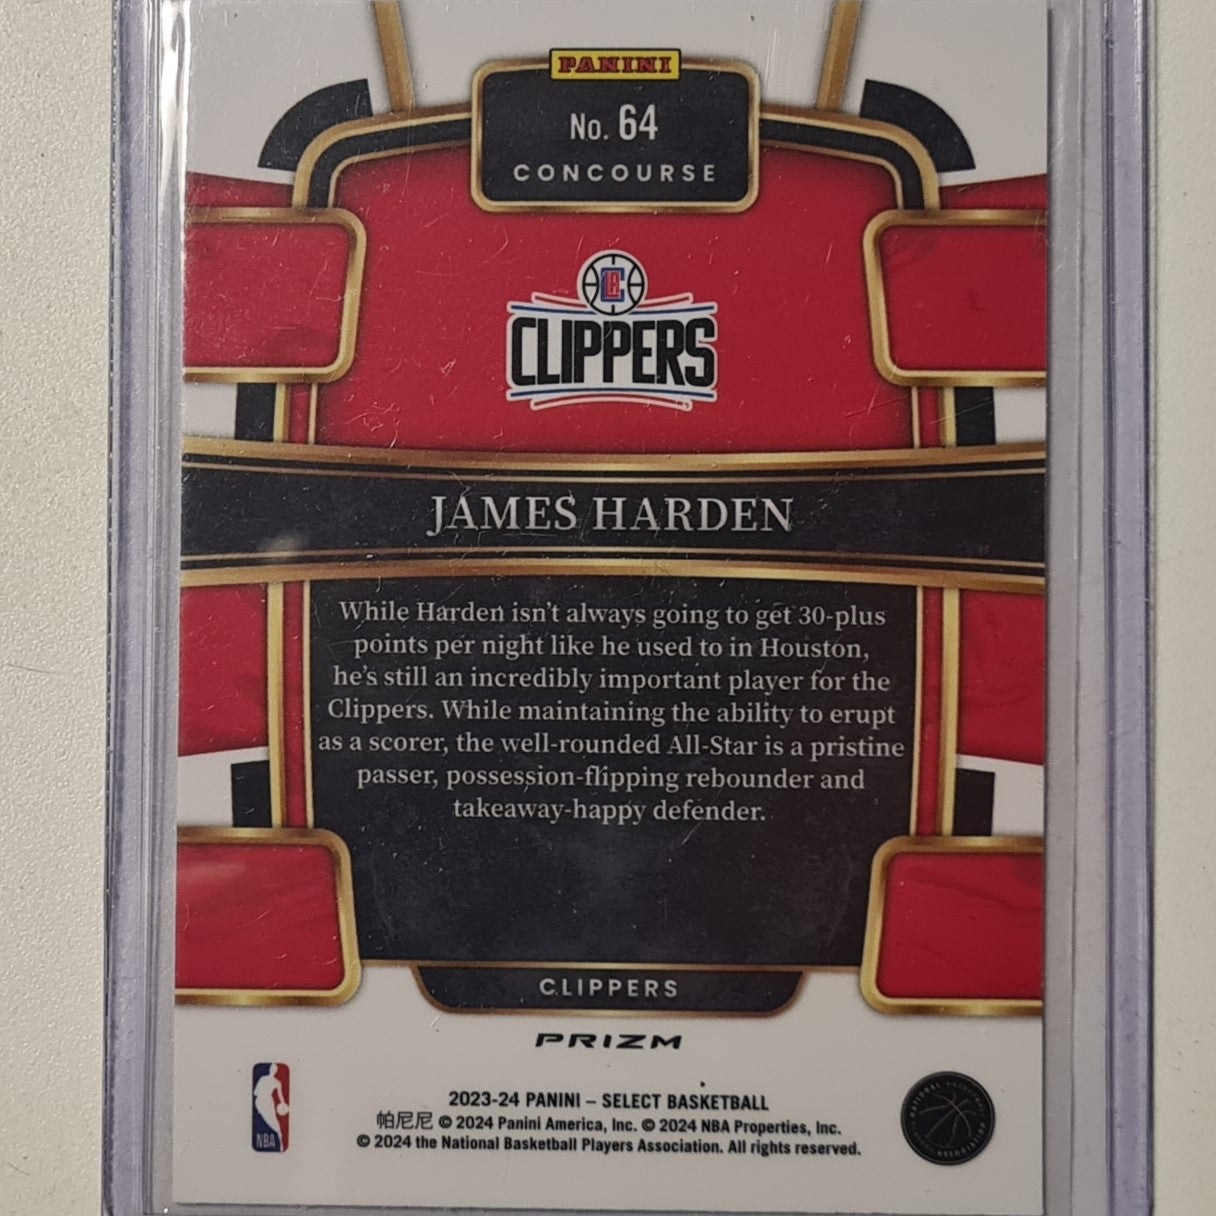 PANINI
No. 64
CONCOURSE
CLIPPERS
JAMES HARDEN
While Harden isn't always going to get 30-plus
points per night like he used to in Houston,
he's still an incredibly important player for the
Clippers. While maintaining the ability to erupt
as a scorer, the well-rounded All-Star is a pristine
passer, possession-flipping rebounder and
takeaway-happy defender.
CLIPPERS
PRIZM
2023-24 PANINI – SELECT BASKETBALL
帕尼尼 © 2024 Panini America, Inc. © 2024 NBA Properties, Inc.
© 2024 the National Basketball Players Association. All rights reserved.
NBA